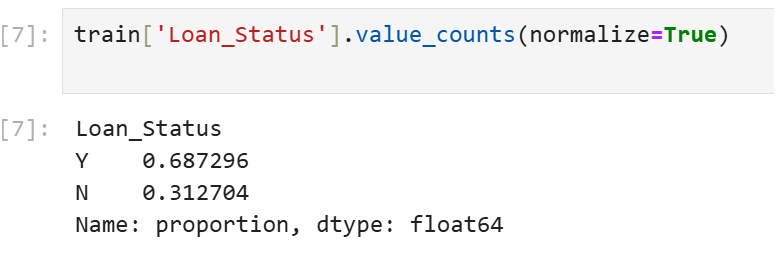 [7]: train['Loan_Status'].value_counts(normalize=True)
[7]: Loan_Status
Y    0.687296
N    0.312704
Name: proportion, dtype: float64